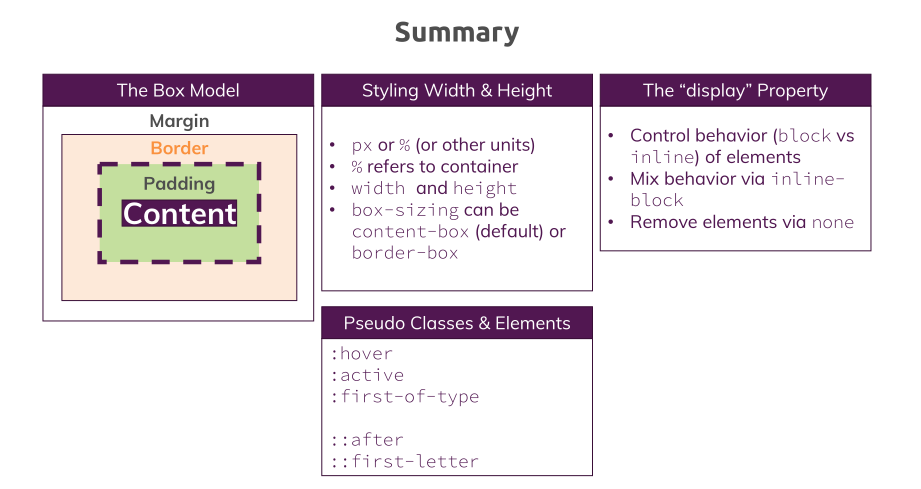 Summary
The Box Model
Margin
Border
Padding
Content
Styling Width & Height
• px or % (or other units)
• % refers to container
• width and height
• box-sizing can be
content-box (default) or
border-box
The “display” Property
• Control behavior (block vs
inline) of elements
• Mix behavior via inline-
block
• Remove elements via none
Pseudo Classes & Elements
:hover
:active
:first-of-type
::after
::first-letter